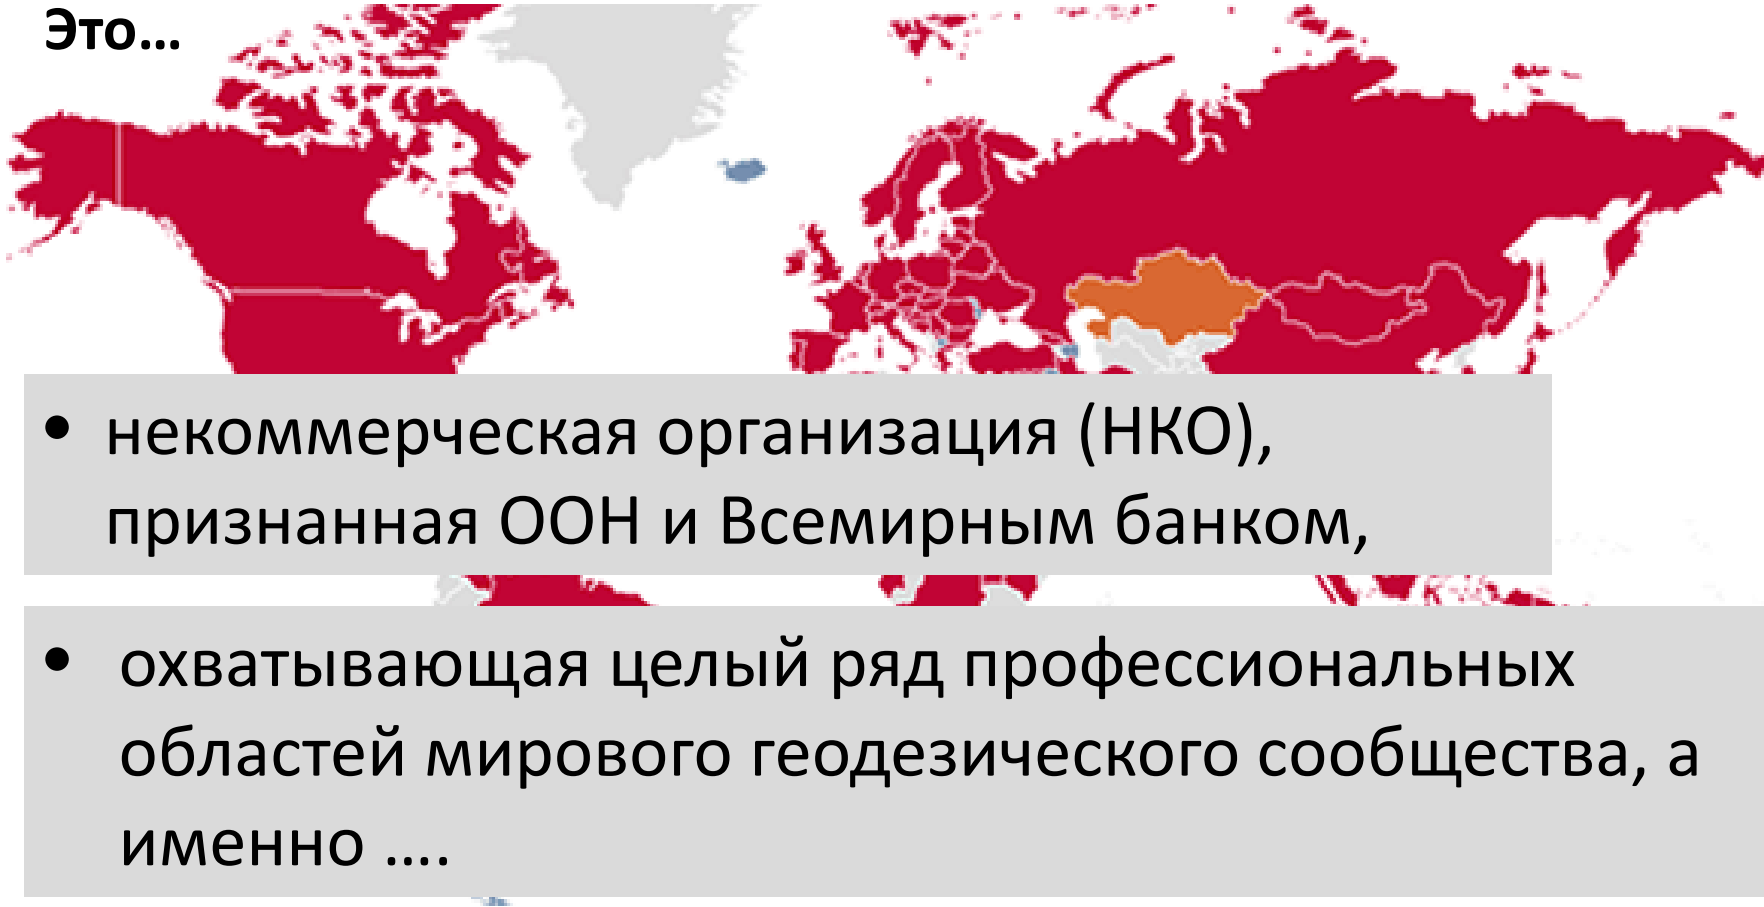 Это...
• некоммерческая организация (НКО),
признанная ООН и Всемирным банком,
• охватывающая целый ряд профессиональных
областей мирового геодезического сообщества, а
именно ....